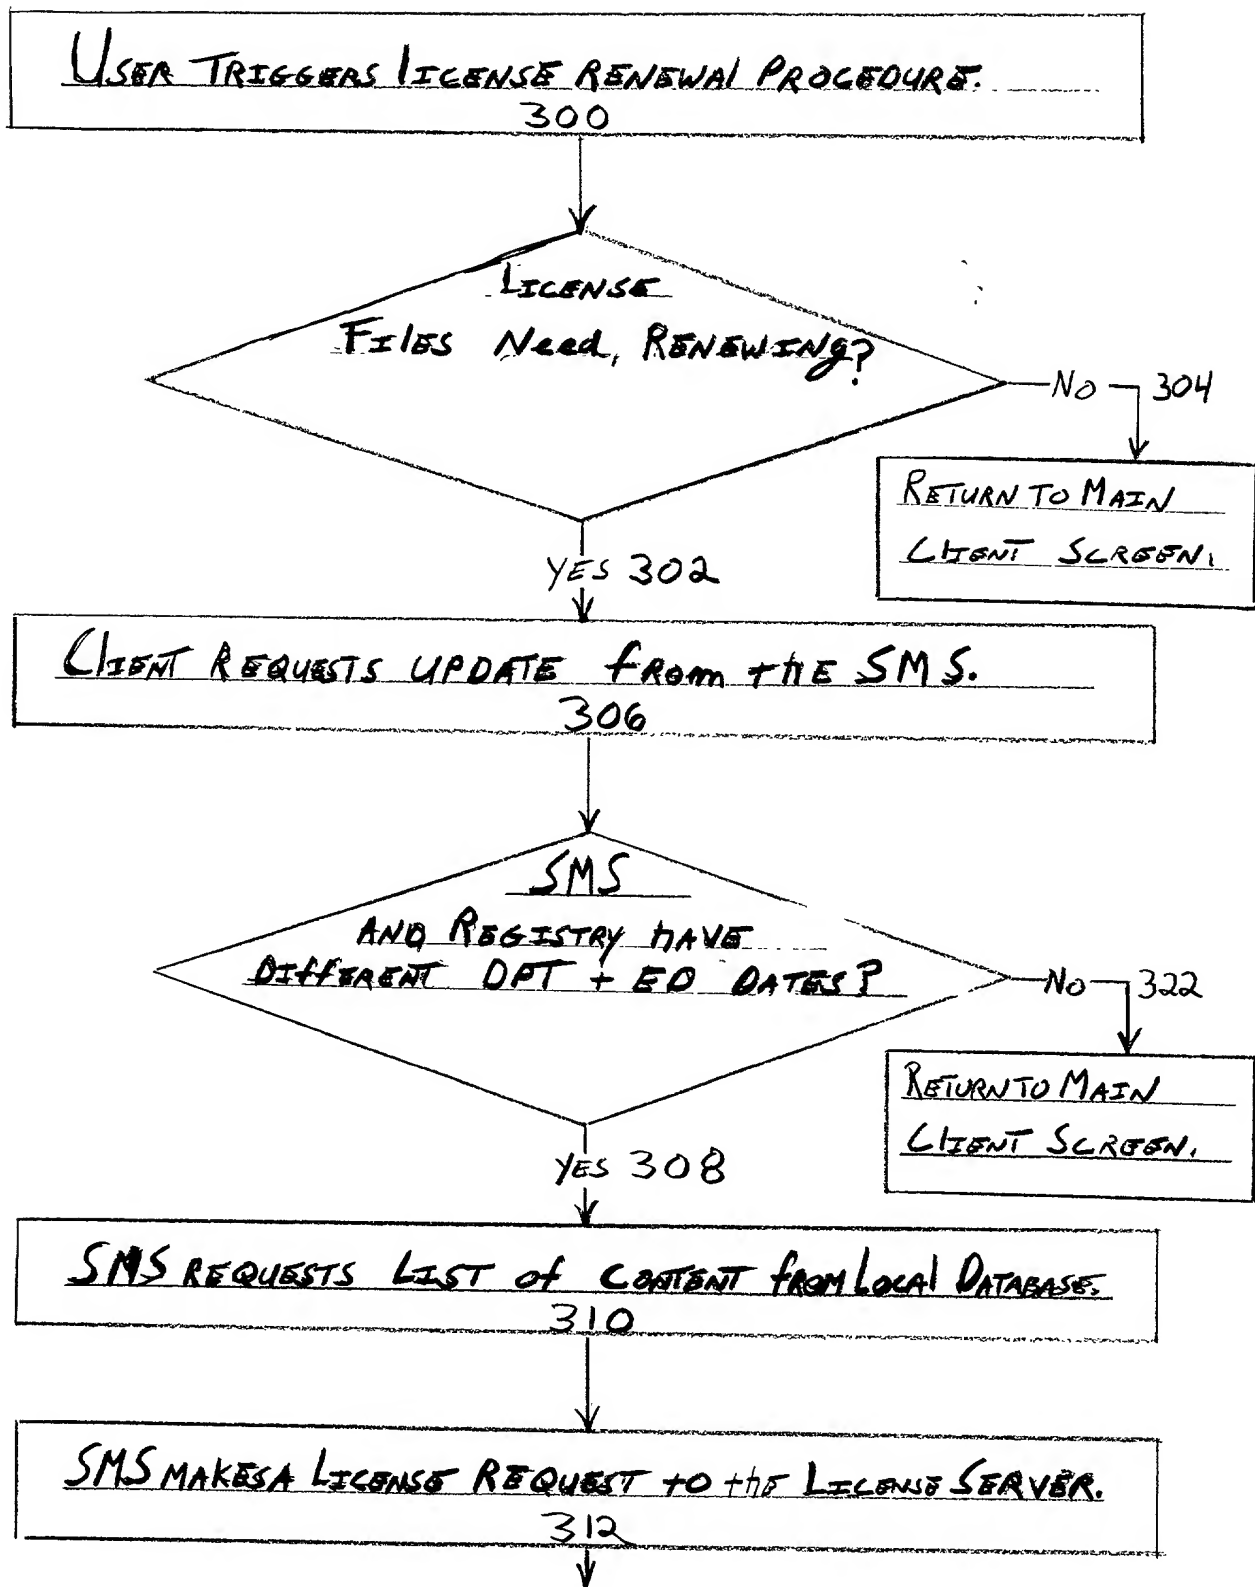 USER TRIGGERS LICENSE RENEWAL PROCEDURE.
300
LICENSE
FILES Need, RENEWING?
No 304
RETURN TO MAIN
CLIENT SCREEN.
YES 302
CLIENT REQUESTS UPDATE from thE SMS.
306
SMS
AND REGISTRY hAVE
DIffERENT DPT + ED DATES?
No 322
RETURN TO MAIN
CLIENT SCREEN.
YES 308
SMS REQUESTS LIST of CONTENT fROM LOCAl DATABASE.
310
SMS MAKES A LICENSE REQUEST to thE LICENSE SERVER.
312